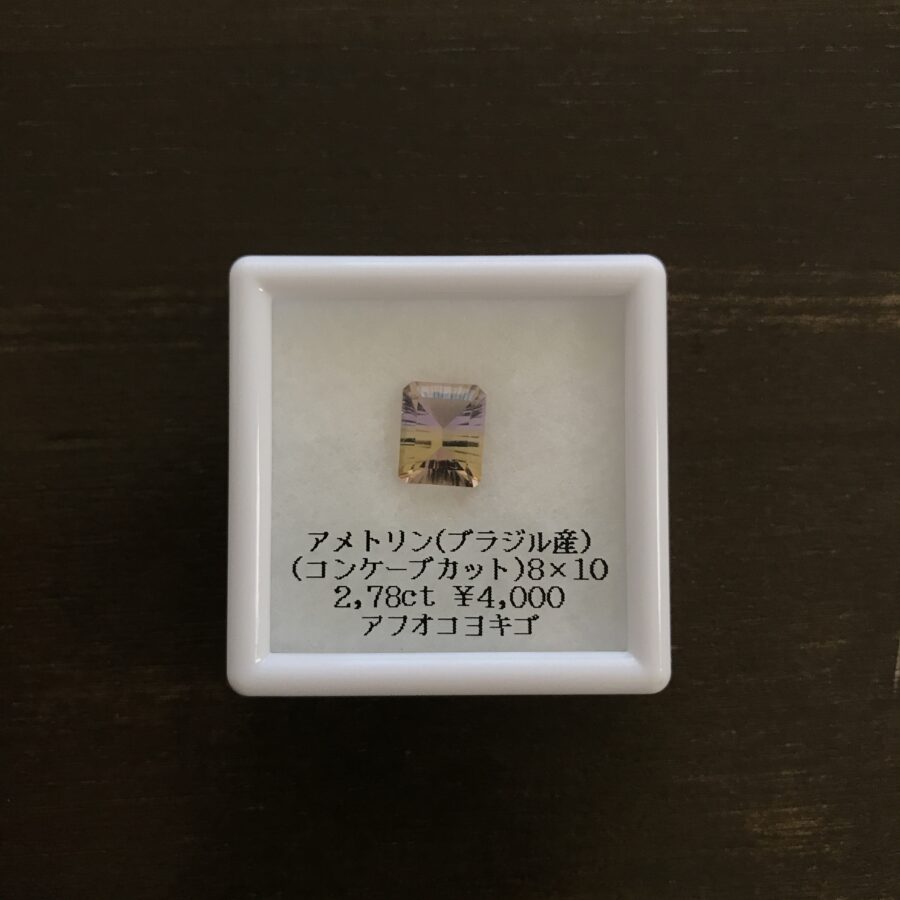 アメトリン(ブラジル産)
(コンケーブカット)8×10
2,78ct ¥4,000
アフオコヨキゴ